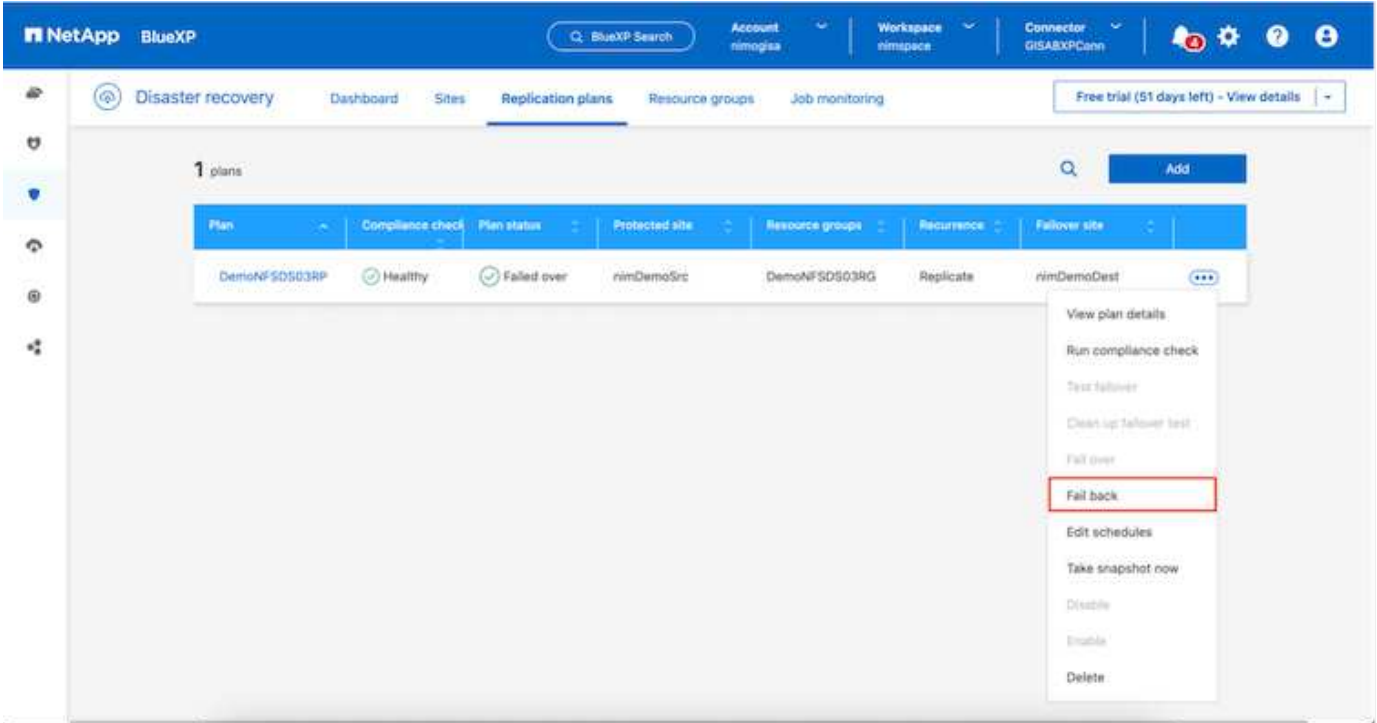 NetApp BlueXP
BlueXP Search
Account
nimogisa
Workspace
nimspace
Connector
GISABXPConn
4
Disaster recovery
Dashboard
Sites
Replication plans
Resource groups
Job monitoring
Free trial (51 days left) - View details
1 plans
Add
Plan
Compliance check
Plan status
Protected site
Resource groups
Recurrence
Failover site
DemoNFSDS03RP
Healthy
Failed over
nimDemoSrc
DemoNFSDS03RG
Replicate
nimDemoDest
View plan details
Run compliance check
Test failover
Clean up failover test
Fail over
Fail back
Edit schedules
Take snapshot now
Disable
Enable
Delete